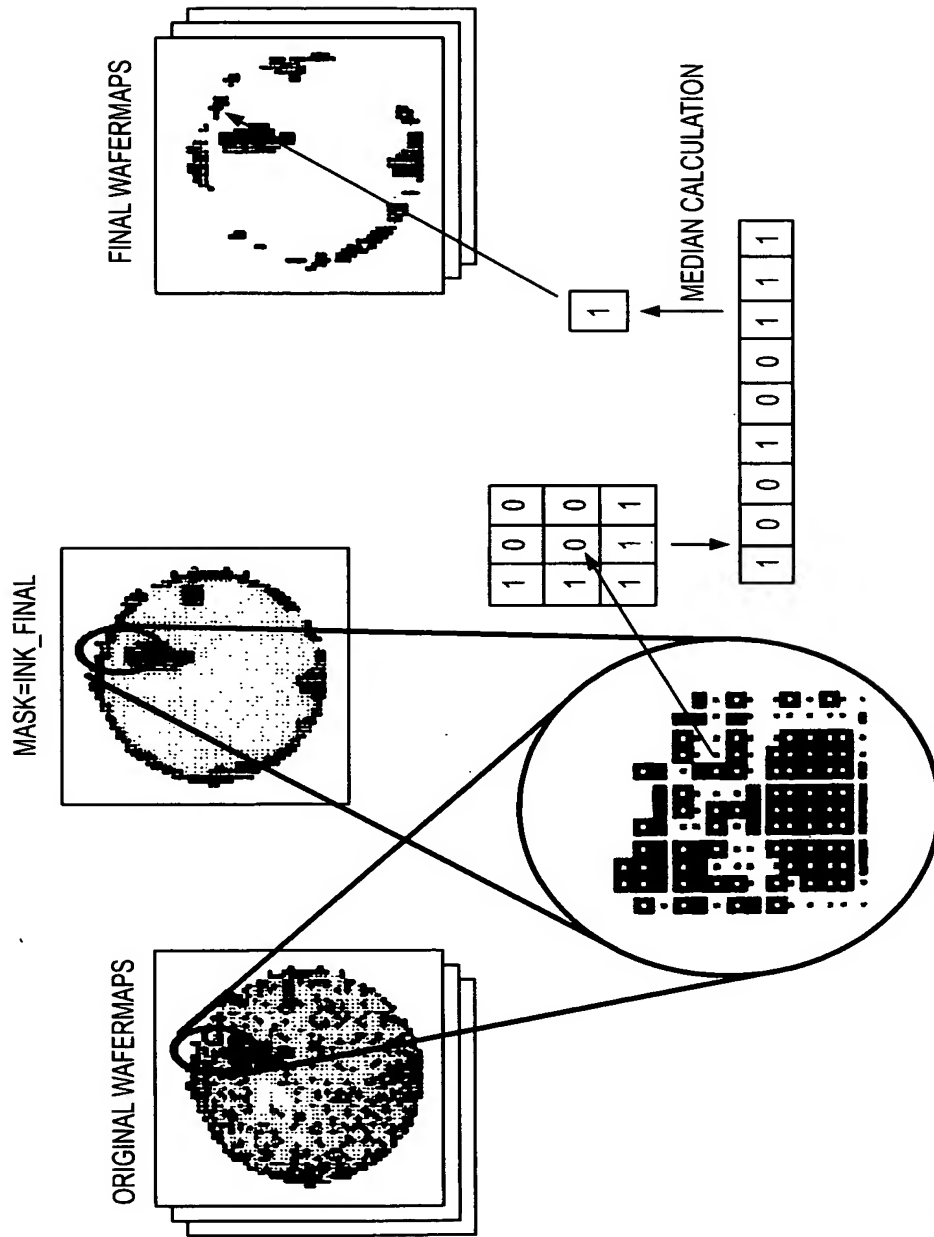 MASK=INK_FINAL
ORIGINAL WAFERMAPS
FINAL WAFERMAPS
1 0 0
1 0 0
1 1 1
1
MEDIAN CALCULATION
1 0 0 1 0 0 1 1 1